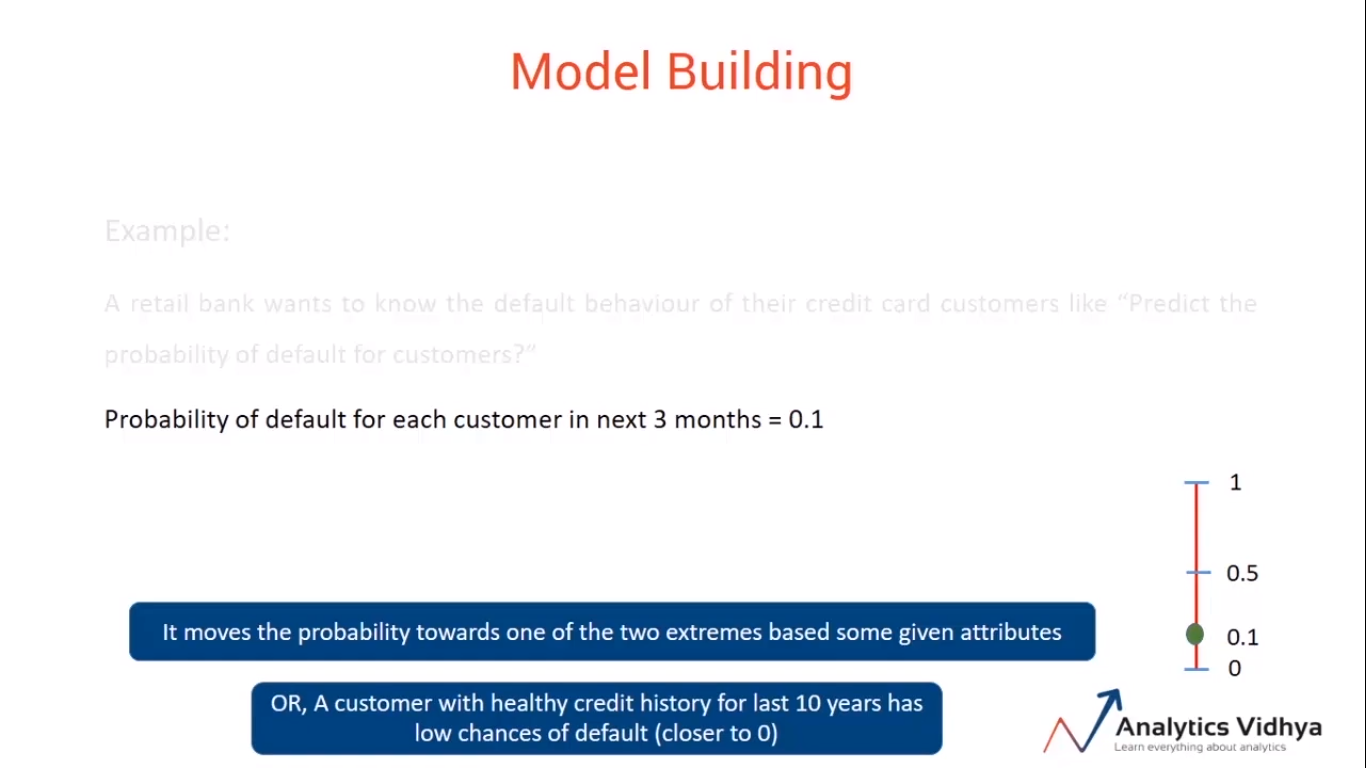 Model Building
Example:
A retail bank wants to know the default behaviour of their credit card customers like “Predict the
probability of default for customers?”
Probability of default for each customer in next 3 months = 0.1
1
0.5
0.1
0
It moves the probability towards one of the two extremes based some given attributes
OR, A customer with healthy credit history for last 10 years has
low chances of default (closer to 0)
Analytics Vidhya
Learn everything about analytics